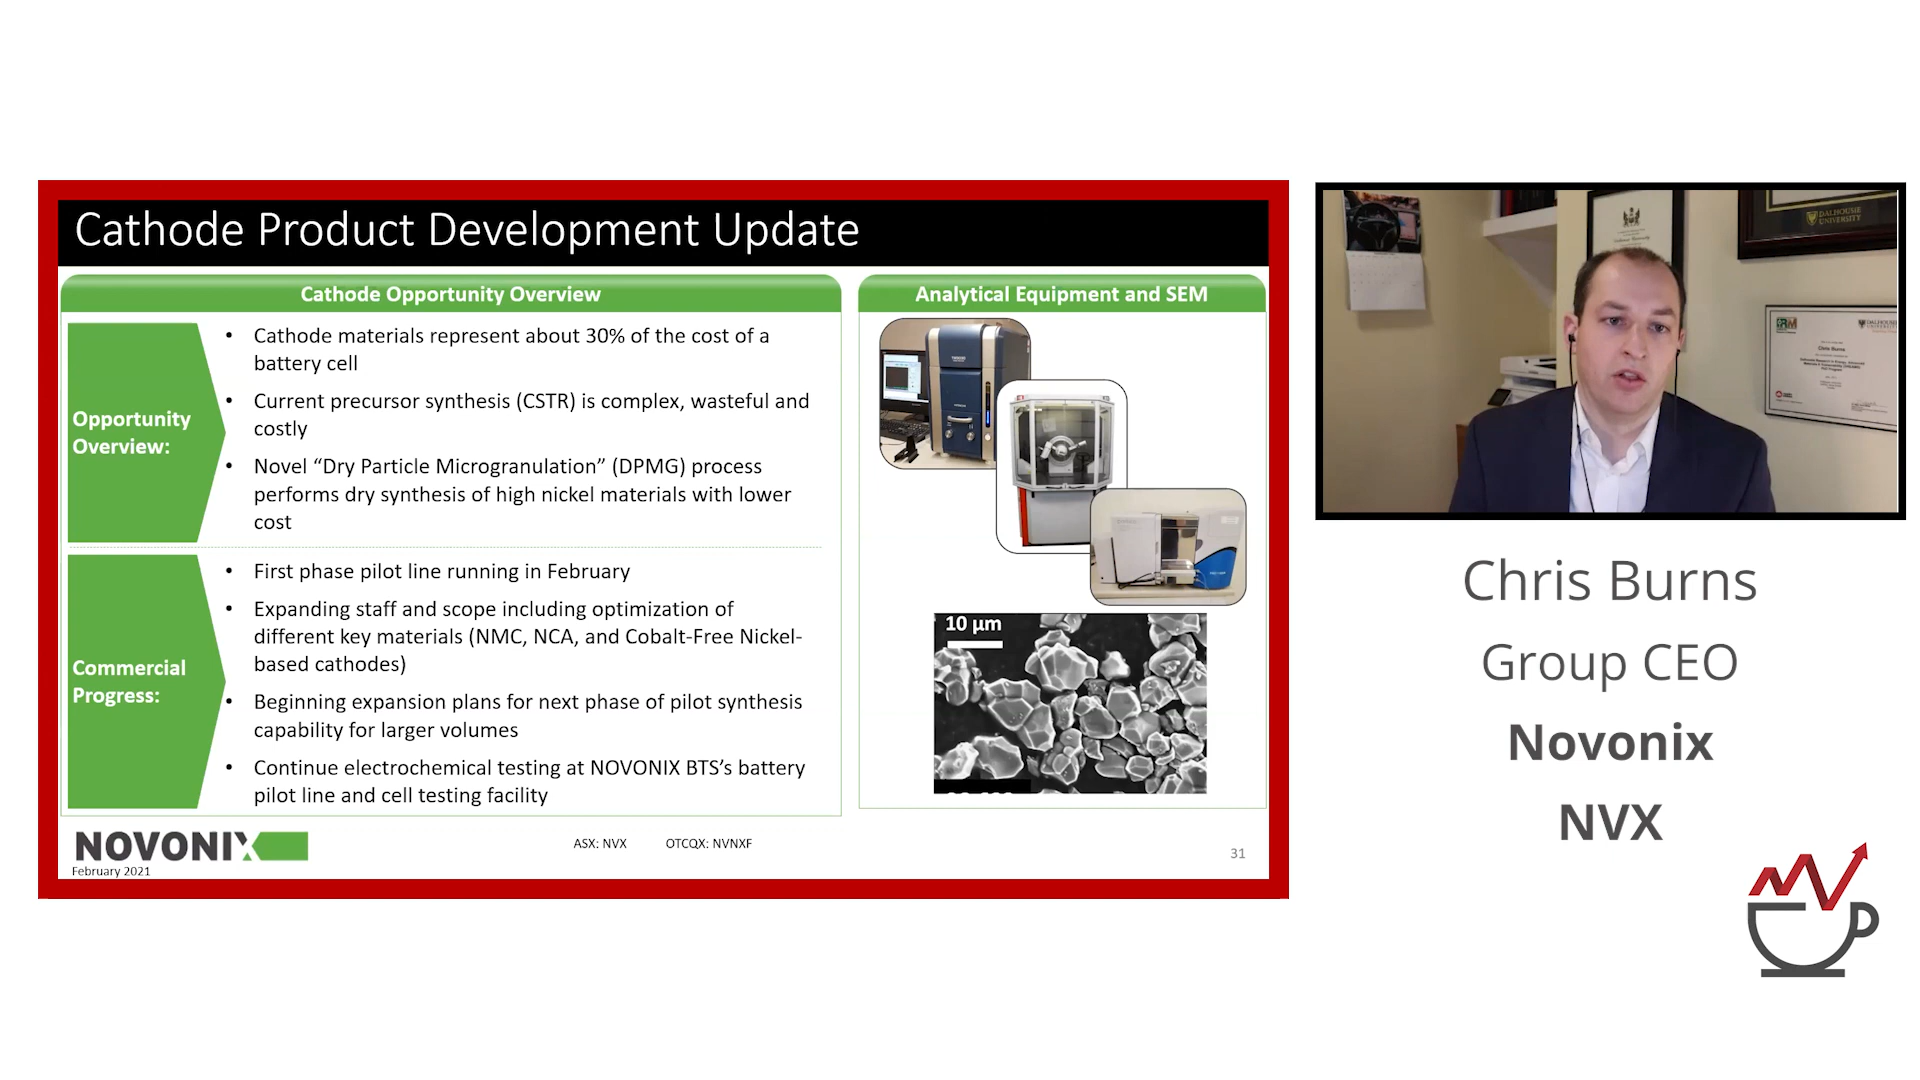 Cathode Product Development Update
Cathode Opportunity Overview
Opportunity
Overview:
• Cathode materials represent about 30% of the cost of a
battery cell
• Current precursor synthesis (CSTR) is complex, wasteful and
costly
• Novel “Dry Particle Microgranulation” (DPMG) process
performs dry synthesis of high nickel materials with lower
cost
Commercial
Progress:
• First phase pilot line running in February
• Expanding staff and scope including optimization of
different key materials (NMC, NCA, and Cobalt-Free Nickel-
based cathodes)
• Beginning expansion plans for next phase of pilot synthesis
capability for larger volumes
• Continue electrochemical testing at NOVONIX BTS’s battery
pilot line and cell testing facility
Analytical Equipment and SEM
10 µm
NOVONIX
February 2021
ASX: NVX OTCQX: NVNXF
31
DALHOUSIE
UNIVERSITY
Chris Burns
Chris Burns
Group CEO
Novonix
NVX